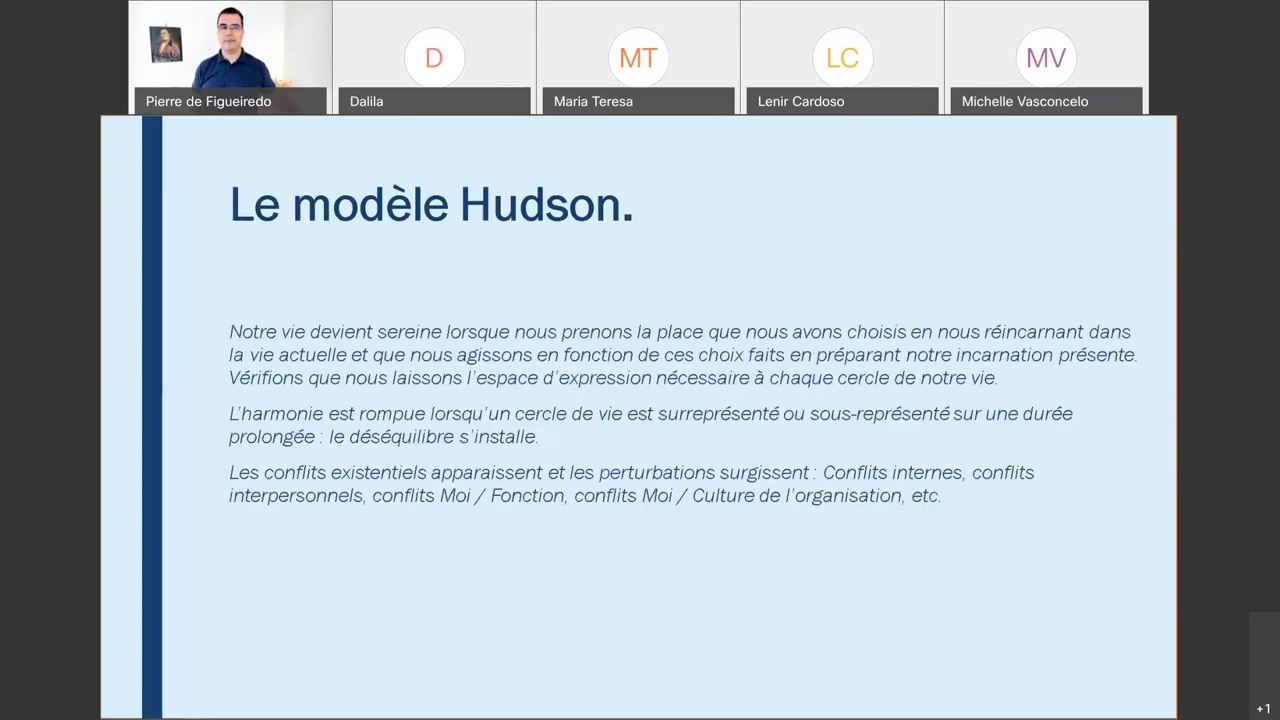 D
MT
LC
MV
Pierre de Figueiredo
Dalila
Maria Teresa
Lenir Cardoso
Michelle Vasconcelo
Le modèle Hudson.
Notre vie devient sereine lorsque nous prenons la place que nous avons choisis en nous réincarnant dans
la vie actuelle et que nous agissons en fonction de ces choix faits en préparant notre incarnation présente.
Vérifions que nous laissons l'espace d'expression nécessaire à chaque cercle de notre vie.
L'harmonie est rompue lorsqu'un cercle de vie est surreprésenté ou sous-représenté sur une durée
prolongée : le déséquilibre s'installe.
Les conflits existentiels apparaissent et les perturbations surgissent : Conflits internes, conflits
interpersonnels, conflits Moi / Fonction, conflits Moi / Culture de l'organisation, etc.
+1